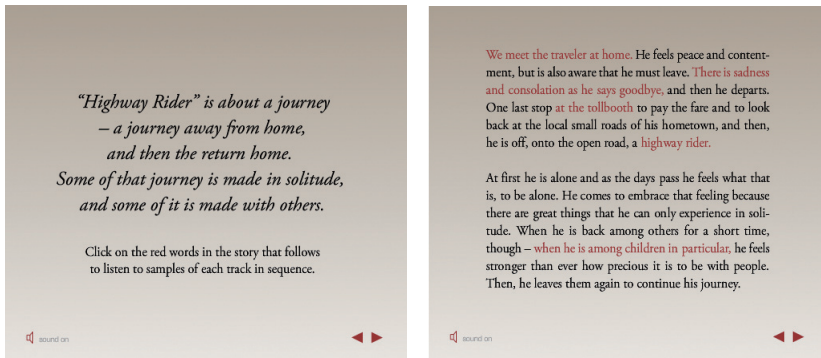 “Highway Rider” is about a journey
– a journey away from home,
and then the return home.
Some of that journey is made in solitude,
and some of it is made with others.
Click on the red words in the story that follows
to listen to samples of each track in sequence.
sound on
We meet the traveler at home. He feels peace and content-
ment, but is also aware that he must leave. There is sadness
and consolation as he says goodbye, and then he departs.
One last stop at the tollbooth to pay the fare and to look
back at the local small roads of his hometown, and then,
he is off, onto the open road, a highway rider.
At first he is alone and as the days pass he feels what that
is, to be alone. He comes to embrace that feeling because
there are great things that he can only experience in soli-
tude. When he is back among others for a short time,
though – when he is among children in particular, he feels
stronger than ever how precious it is to be with people.
Then, he leaves them again to continue his journey.
sound on